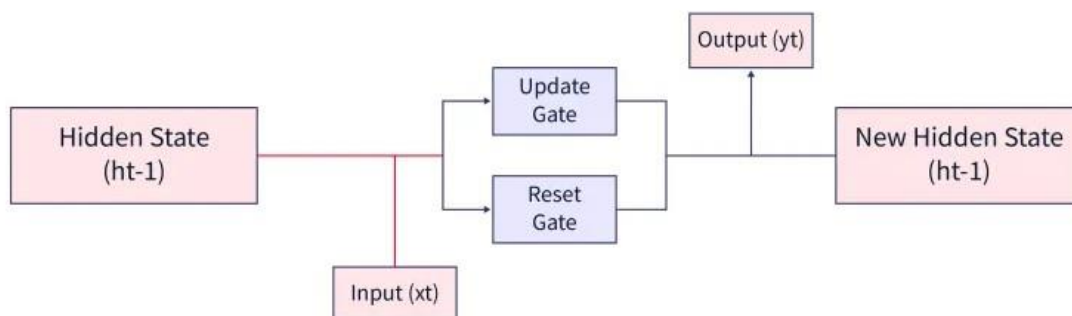 Output (yt)
Update
Gate
Hidden State
(ht-1)
New Hidden State
(ht-1)
Reset
Gate
Input (xt)